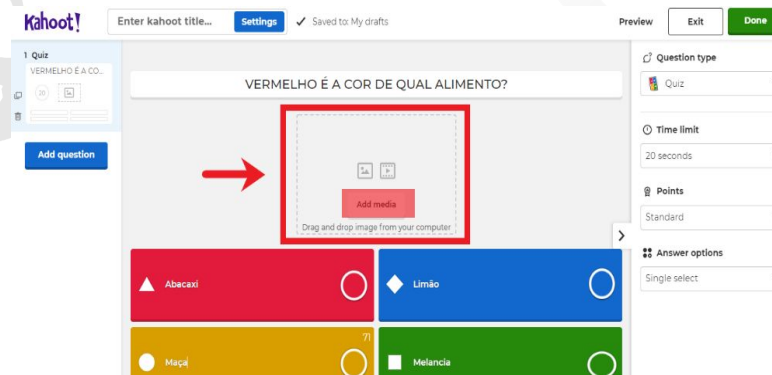 Kahoot!
Enter kahoot title...
Settings
Saved to: My drafts
Preview
Exit
Done
1 Quiz
VERMELHO É A CO...
20
Add question
VERMELHO É A COR DE QUAL ALIMENTO?
Add media
Drag and drop image from your computer
Abacaxi
Limão
71
Maça
Melancia
Question type
Quiz
Time limit
20 seconds
Points
Standard
Answer options
Single select